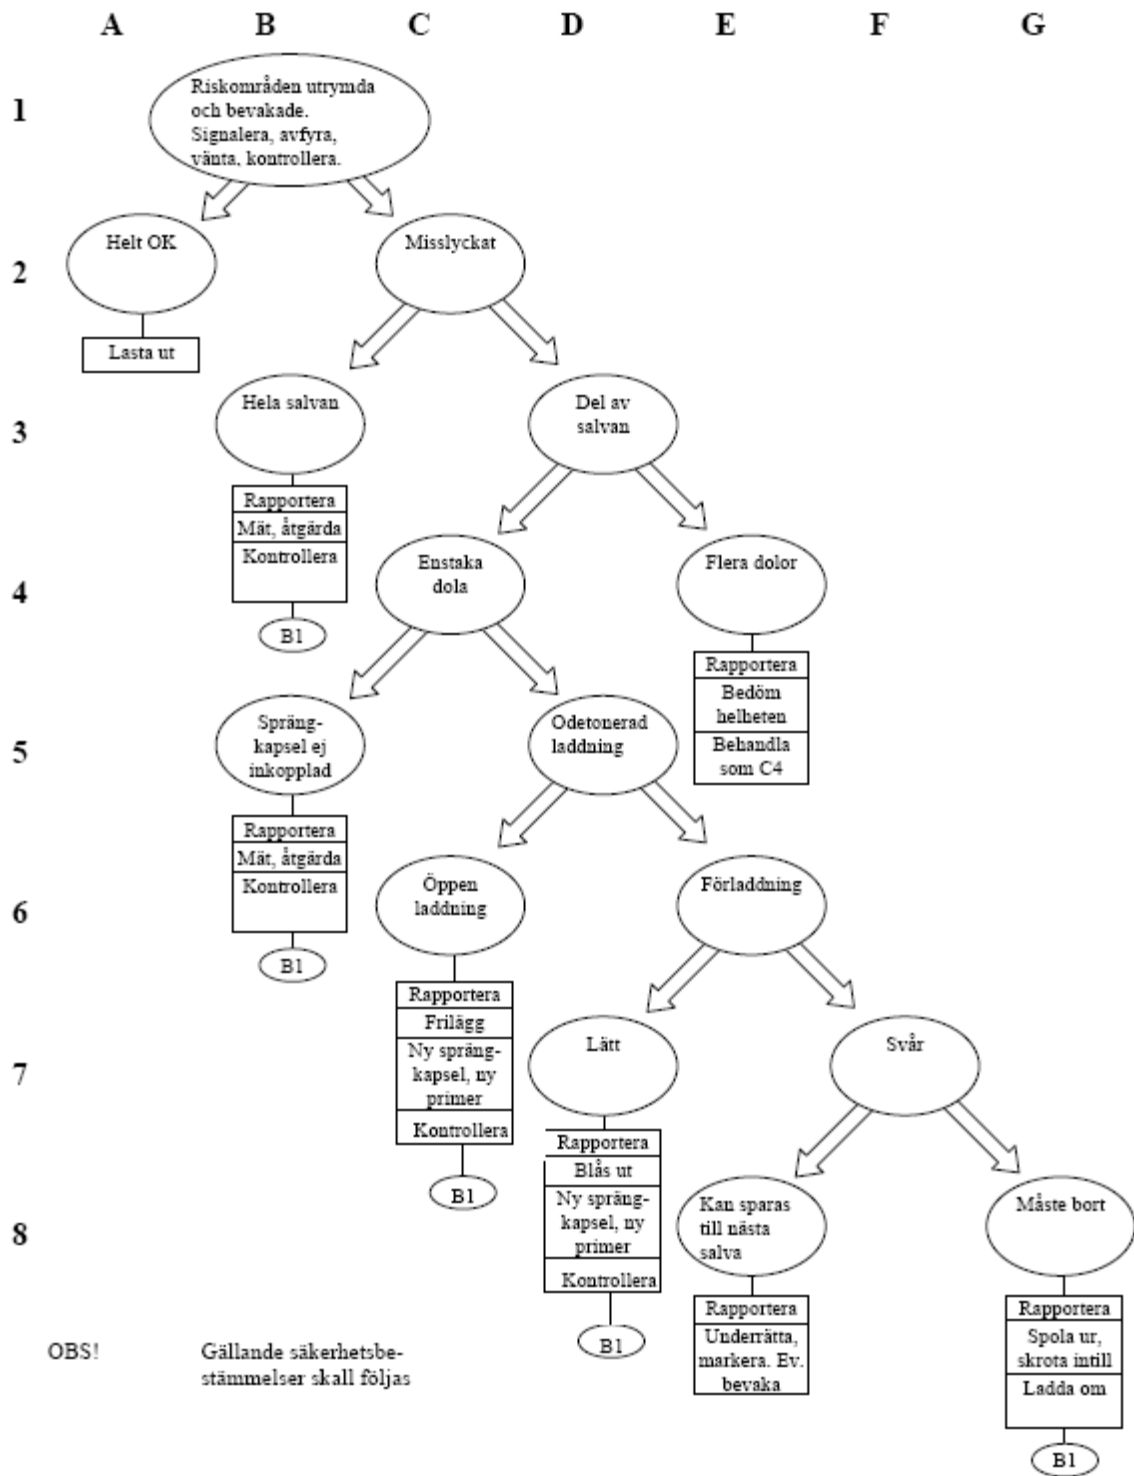 A B C D E F G
1
Riskområden utrymda
och bevakade.
Signalera, avfyra,
vänta, kontrollera.
2
Helt OK
Misslyckat
Lasta ut
3
Hela salvan
Del av
salvan
Rapportera
Mät, åtgärda
Kontrollera
B1
4
Enstaka
dola
Flera dolor
Rapportera
Bedöm
helheten
Behandla
som C4
5
Spräng-
kapsel ej
inkopplad
Odetonerad
laddning
Rapportera
Mät, åtgärda
Kontrollera
B1
6
Öppen
laddning
Förladdning
Rapportera
Frilägg
Ny spräng-
kapsel, ny
primer
Kontrollera
B1
7
Lätt
Svår
Rapportera
Blås ut
Ny spräng-
kapsel, ny
primer
Kontrollera
B1
8
Kan sparas
till nästa
salva
Måste bort
Rapportera
Underrätta,
markera. Ev.
bevaka
Rapportera
Spola ur,
skrota intill
Ladda om
B1
OBS! Gällande säkerhetsbe-
stämmelser skall följas